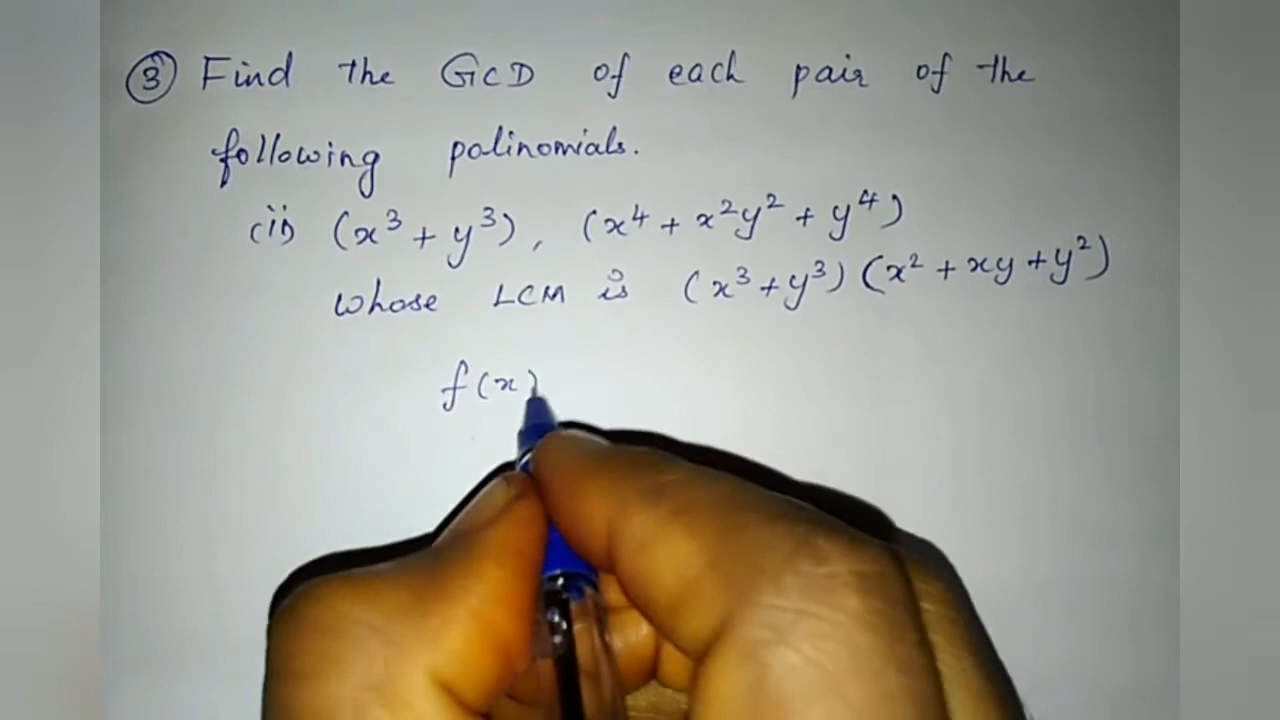 ③ Find the GCD of each pair of the
following polinomials.
(ii) (x³ + y³), (x⁴ + x²y² + y⁴)
whose LCM is (x³ + y³) (x² + xy + y²)
f(x)